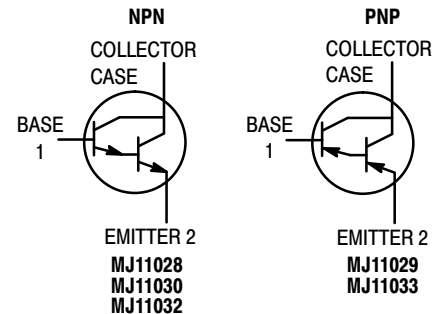 NPN
COLLECTOR
CASE
BASE
1
EMITTER 2
MJ11028
MJ11030
MJ11032
PNP
COLLECTOR
CASE
BASE
1
EMITTER 2
MJ11029
MJ11033